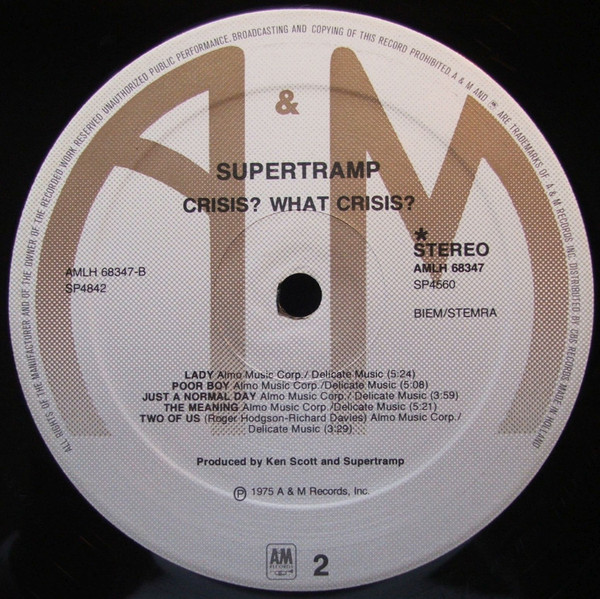 ALL RIGHTS OF THE MANUFACTURER AND OF THE OWNER OF THE RECORDED WORK RESERVED UNAUTHORIZED PUBLIC PERFORMANCE, BROADCASTING AND COPYING OF THIS RECORD PROHIBITED. A & M AND ARE TRADEMARKS OF A & M RECORDS INC. DISTRIBUTED BY CBS RECORDS MADE IN HOLLAND
A & M
SUPERTRAMP
CRISIS? WHAT CRISIS?
*
STEREO
AMLH 68347-B
AMLH 68347
SP4842
SP4560
BIEM/STEMRA
LADY Almo Music Corp./ Delicate Music (5:24)
POOR BOY Almo Music Corp./Delicate Music (5:08)
JUST A NORMAL DAY Almo Music Corp./ Delicate Music (3:59)
THE MEANING Almo Music Corp./ Delicate Music (5:21)
TWO OF US (Roger Hodgson-Richard Davies) Almo Music Corp./
Delicate Music (3:29)
Produced by Ken Scott and Supertramp
℗ 1975 A & M Records, Inc.
AM
RECORDS
2